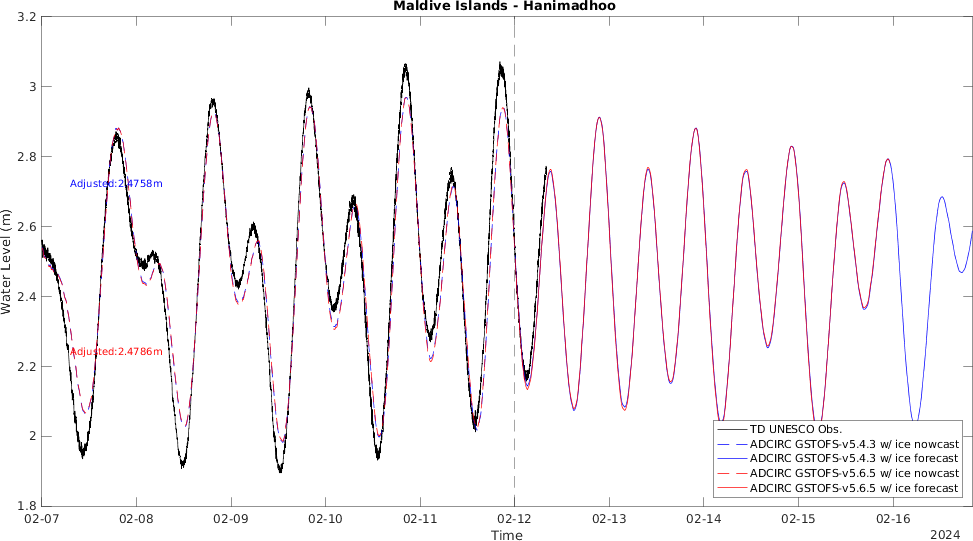 Maldive Islands - Hanimadhoo
3.2
3
2.8
2.6
2.4
2.2
2
1.8
Water Level (m)
Adjusted:2.4758m
Adjusted:2.4786m
TD UNESCO Obs.
ADCIRC GSTOFS-v5.4.3 w/ ice nowcast
ADCIRC GSTOFS-v5.4.3 w/ ice forecast
ADCIRC GSTOFS-v5.6.5 w/ ice nowcast
ADCIRC GSTOFS-v5.6.5 w/ ice forecast
02-07 02-08 02-09 02-10 02-11 02-12 02-13 02-14 02-15 02-16
Time
2024